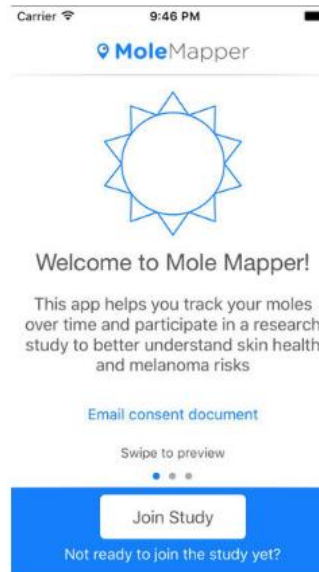 Carrier 9:46 PM
MoleMapper
Welcome to Mole Mapper!
This app helps you track your moles
over time and participate in a research
study to better understand skin health
and melanoma risks
Email consent document
Swipe to preview
Join Study
Not ready to join the study yet?